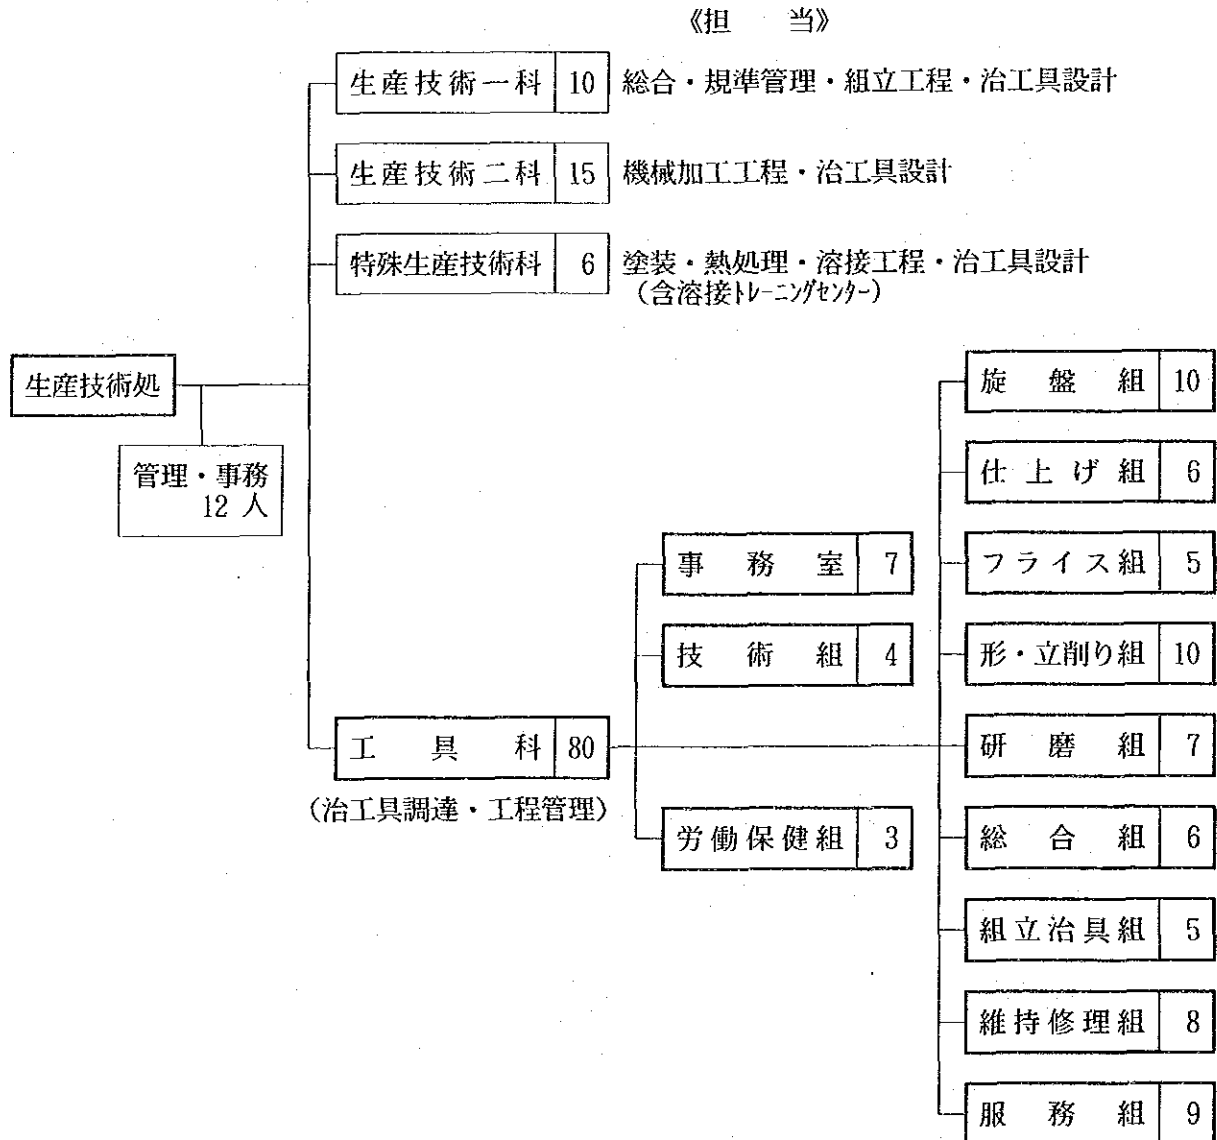 《担 当》
生産技術一科 10 総合・規準管理・組立工程・治工具設計
生産技術二科 15 機械加工工程・治工具設計
特殊生産技術科 6 塗装・熱処理・溶接工程・治工具設計
（含溶接ﾄﾚｰﾆﾝｸﾞｾﾝﾀｰ）
生産技術処
管理・事務
12 人
工具科 80
（治工具調達・工程管理）
事務室 7
技術組 4
労働保健組 3
旋盤組 10
仕上げ組 6
フライス組 5
形・立削り組 10
研磨組 7
総合組 6
組立治具組 5
維持修理組 8
服務組 9